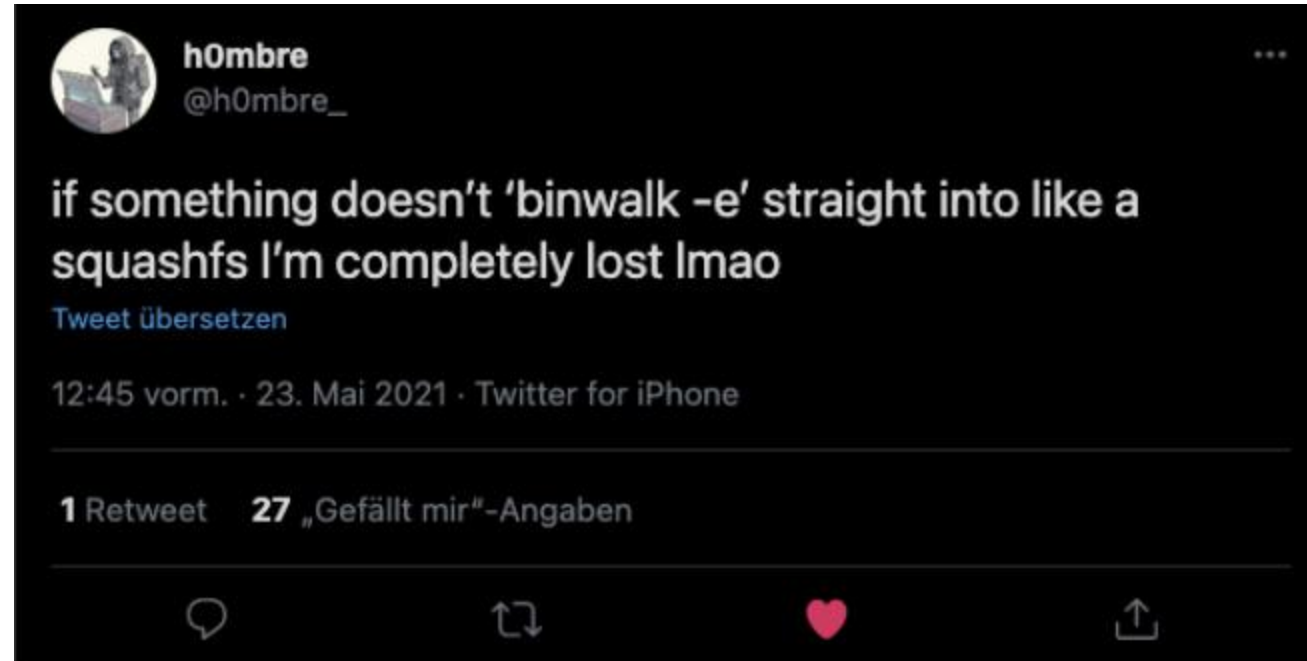 h0mbre
@h0mbre_
if something doesn’t ‘binwalk -e’ straight into like a
squashfs I’m completely lost lmao
Tweet übersetzen
12:45 vorm. · 23. Mai 2021 · Twitter for iPhone
1 Retweet 27 „Gefällt mir“-Angaben